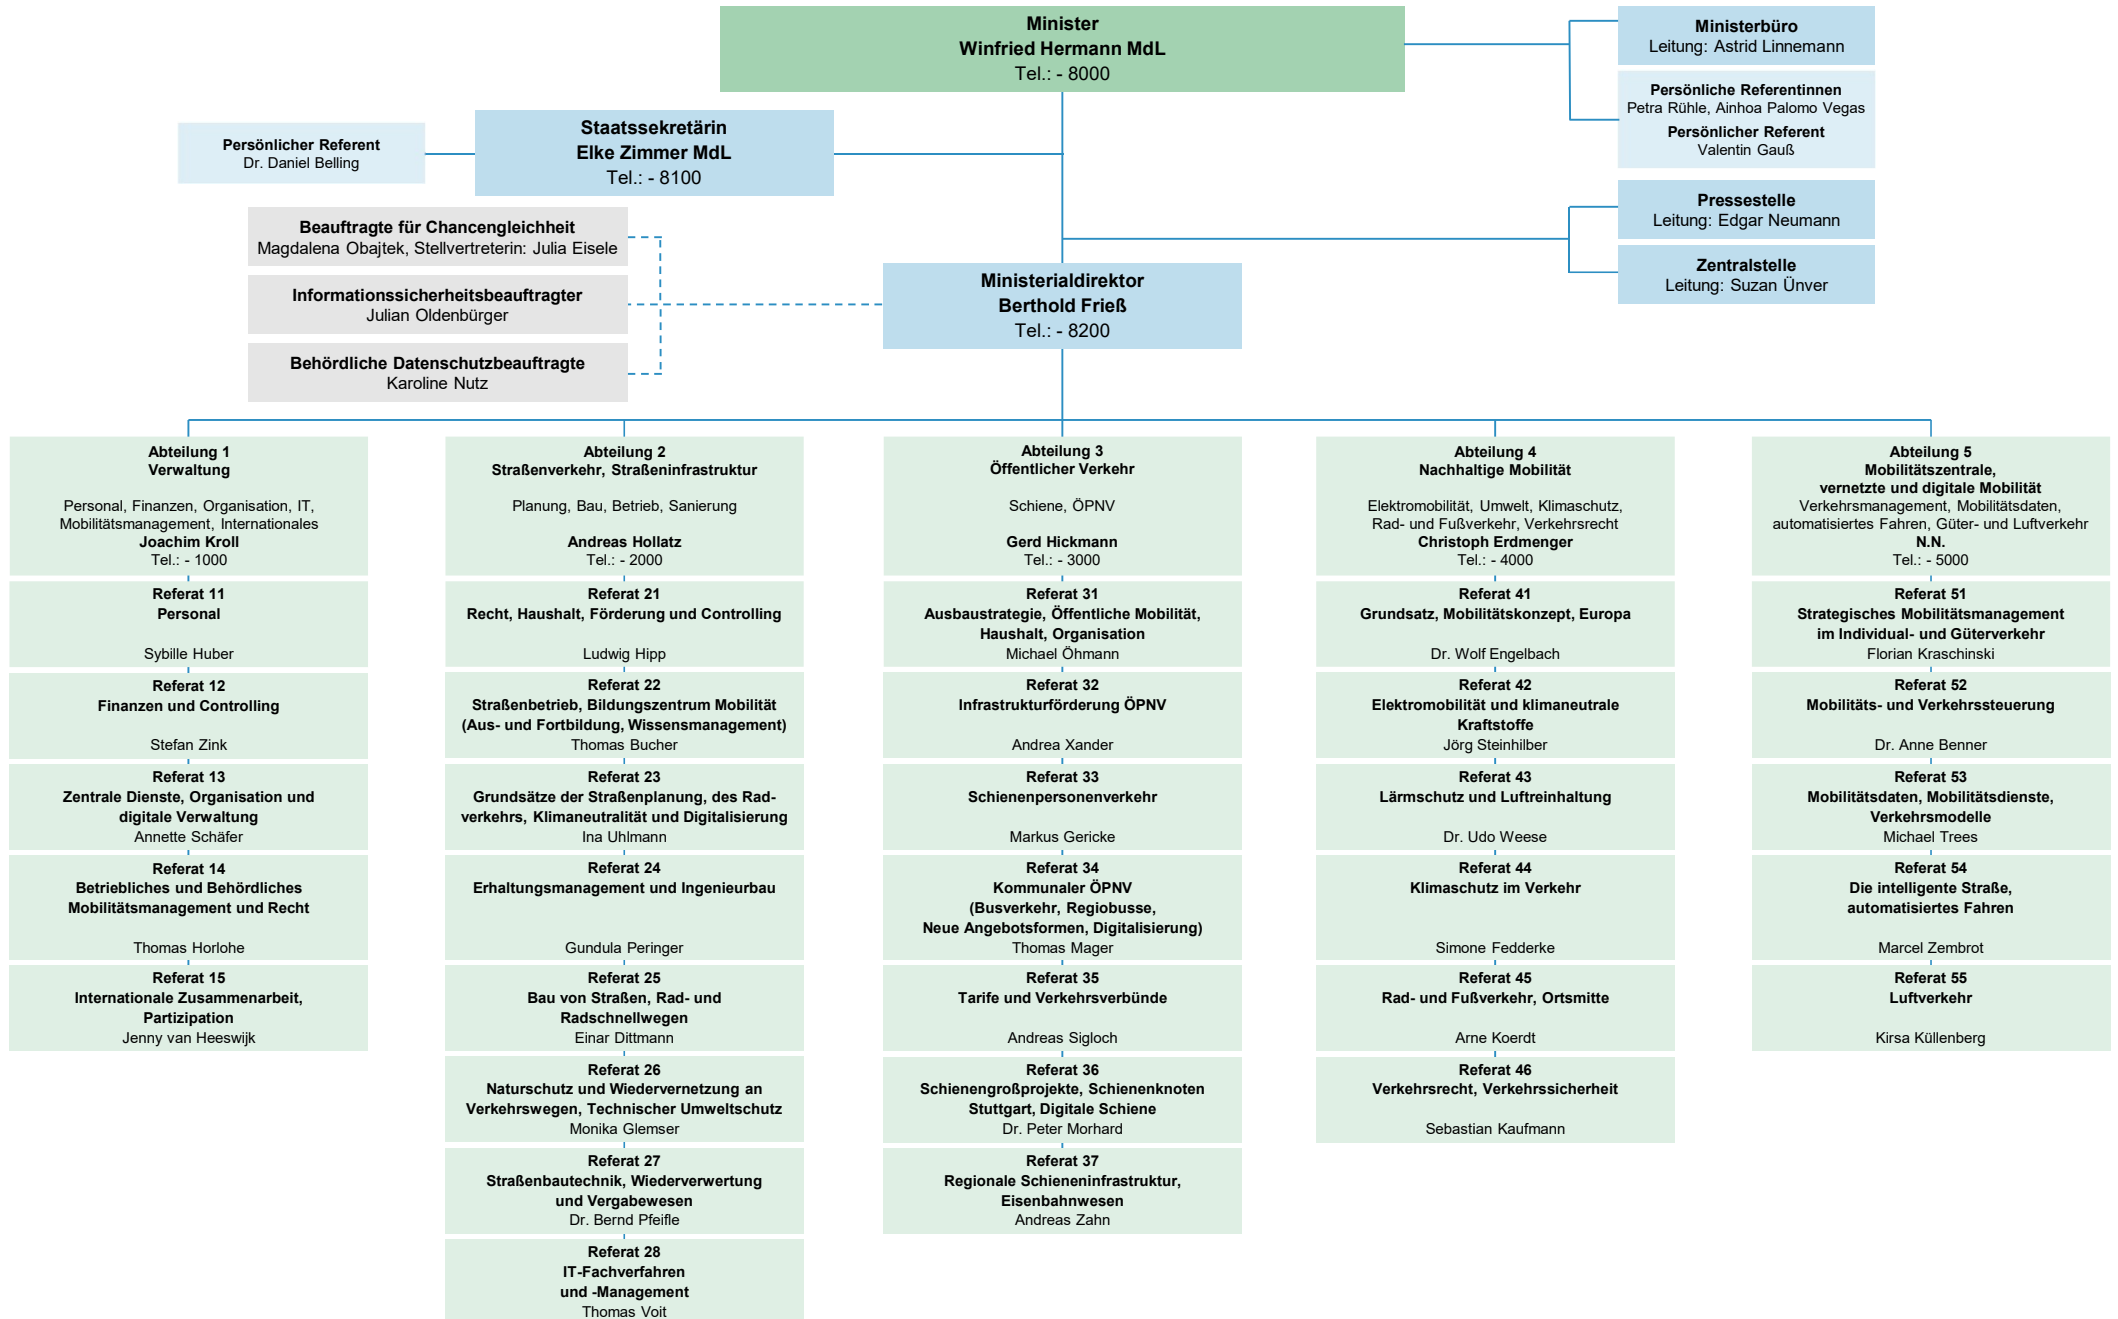 Minister
Winfried Hermann MdL
Tel.: - 8000
Ministerbüro
Leitung: Astrid Linnemann
Persönliche Referentinnen
Petra Rühle, Ainhoa Palomo Vegas
Persönlicher Referent
Valentin Gauß
Staatssekretärin
Elke Zimmer MdL
Tel.: - 8100
Persönlicher Referent
Dr. Daniel Belling
Pressestelle
Leitung: Edgar Neumann
Zentralstelle
Leitung: Suzan Ünver
Beauftragte für Chancengleichheit
Magdalena Obajtek, Stellvertreterin: Julia Eisele
Informationssicherheitsbeauftragter
Julian Oldenbürger
Behördliche Datenschutzbeauftragte
Karoline Nutz
Ministerialdirektor
Berthold Frieß
Tel.: - 8200
Abteilung 1
Verwaltung
Personal, Finanzen, Organisation, IT,
Mobilitätsmanagement, Internationales
Joachim Kroll
Tel.: - 1000
Referat 11
Personal
Sybille Huber
Referat 12
Finanzen und Controlling
Stefan Zink
Referat 13
Zentrale Dienste, Organisation und
digitale Verwaltung
Annette Schäfer
Referat 14
Betriebliches und Behördliches
Mobilitätsmanagement und Recht
Thomas Horlohe
Referat 15
Internationale Zusammenarbeit,
Partizipation
Jenny van Heeswijk
Abteilung 2
Straßenverkehr, Straßeninfrastruktur
Planung, Bau, Betrieb, Sanierung
Andreas Hollatz
Tel.: - 2000
Referat 21
Recht, Haushalt, Förderung und Controlling
Ludwig Hipp
Referat 22
Straßenbetrieb, Bildungszentrum Mobilität
(Aus- und Fortbildung, Wissensmanagement)
Thomas Bucher
Referat 23
Grundsätze der Straßenplanung, des Rad-
verkehrs, Klimaneutralität und Digitalisierung
Ina Uhlmann
Referat 24
Erhaltungsmanagement und Ingenieurbau
Gundula Peringer
Referat 25
Bau von Straßen, Rad- und
Radschnellwegen
Einar Dittmann
Referat 26
Naturschutz und Wiedervernetzung an
Verkehrswegen, Technischer Umweltschutz
Monika Glemser
Referat 27
Straßenbautechnik, Wiederverwertung
und Vergabewesen
Dr. Bernd Pfeifle
Referat 28
IT-Fachverfahren
und -Management
Thomas Voit
Abteilung 3
Öffentlicher Verkehr
Schiene, ÖPNV
Gerd Hickmann
Tel.: - 3000
Referat 31
Ausbaustrategie, Öffentliche Mobilität,
Haushalt, Organisation
Michael Öhmann
Referat 32
Infrastrukturförderung ÖPNV
Andrea Xander
Referat 33
Schienenpersonenverkehr
Markus Gericke
Referat 34
Kommunaler ÖPNV
(Busverkehr, Regiobusse,
Neue Angebotsformen, Digitalisierung)
Thomas Mager
Referat 35
Tarife und Verkehrsverbünde
Andreas Sigloch
Referat 36
Schienengroßprojekte, Schienenknoten
Stuttgart, Digitale Schiene
Dr. Peter Morhard
Referat 37
Regionale Schieneninfrastruktur,
Eisenbahnwesen
Andreas Zahn
Abteilung 4
Nachhaltige Mobilität
Elektromobilität, Umwelt, Klimaschutz,
Rad- und Fußverkehr, Verkehrsrecht
Christoph Erdmenger
Tel.: - 4000
Referat 41
Grundsatz, Mobilitätskonzept, Europa
Dr. Wolf Engelbach
Referat 42
Elektromobilität und klimaneutrale
Kraftstoffe
Jörg Steinhilber
Referat 43
Lärmschutz und Luftreinhaltung
Dr. Udo Weese
Referat 44
Klimaschutz im Verkehr
Simone Fedderke
Referat 45
Rad- und Fußverkehr, Ortsmitte
Arne Koerdt
Referat 46
Verkehrsrecht, Verkehrssicherheit
Sebastian Kaufmann
Abteilung 5
Mobilitätszentrale,
vernetzte und digitale Mobilität
Verkehrsmanagement, Mobilitätsdaten,
automatisiertes Fahren, Güter- und Luftverkehr
N.N.
Tel.: - 5000
Referat 51
Strategisches Mobilitätsmanagement
im Individual- und Güterverkehr
Florian Kraschinski
Referat 52
Mobilitäts- und Verkehrssteuerung
Dr. Anne Benner
Referat 53
Mobilitätsdaten, Mobilitätsdienste,
Verkehrsmodelle
Michael Trees
Referat 54
Die intelligente Straße,
automatisiertes Fahren
Marcel Zembrot
Referat 55
Luftverkehr
Kirsa Küllenberg